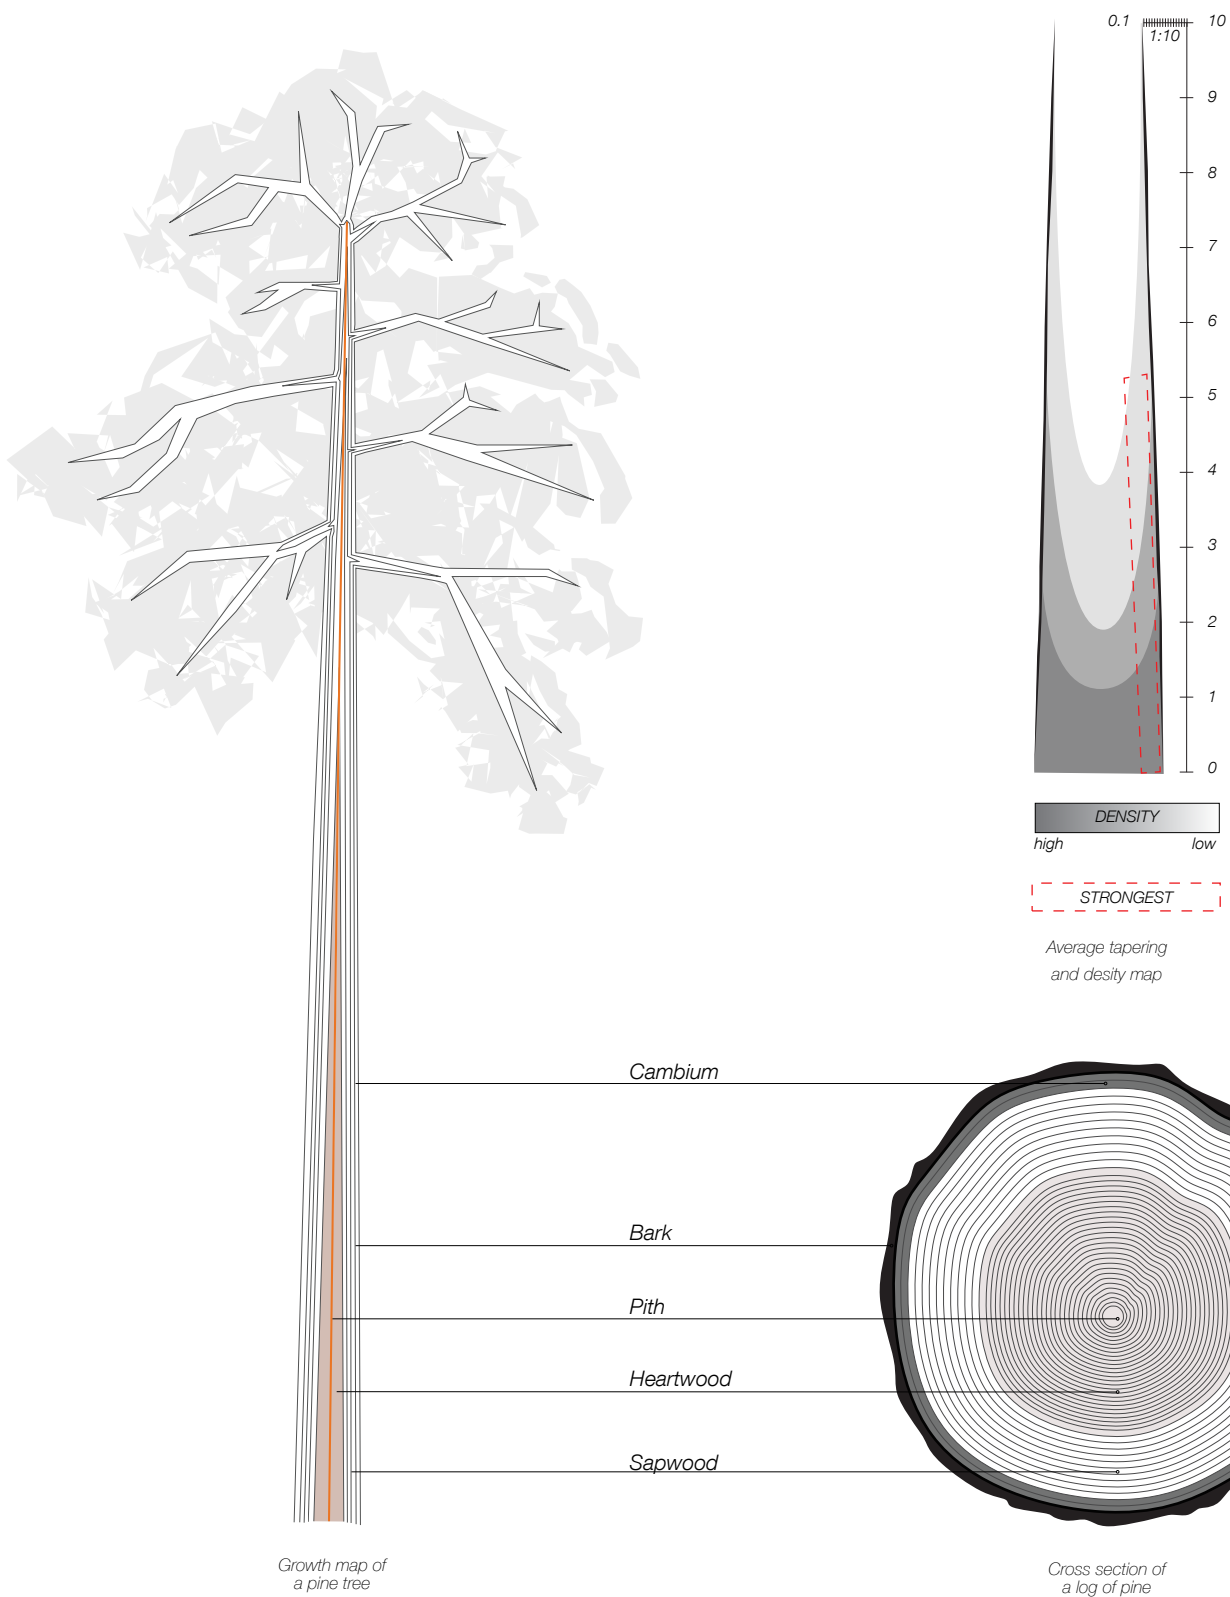 0.1
10
1:10
9
8
7
6
5
4
3
2
1
0
DENSITY
high low
STRONGEST
Average tapering
and desity map
Cambium
Bark
Pith
Heartwood
Sapwood
Growth map of
a pine tree
Cross section of
a log of pine